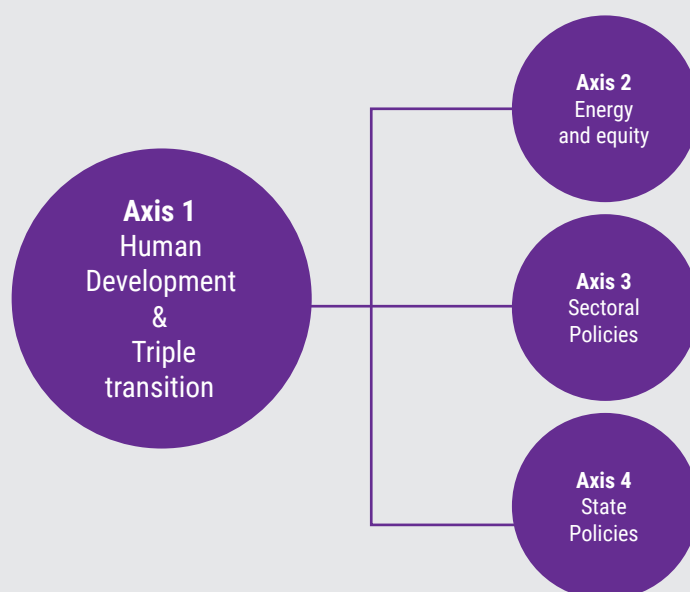 Axis 1
Human
Development
&
Triple
transition
Axis 2
Energy
and equity
Axis 3
Sectoral
Policies
Axis 4
State
Policies